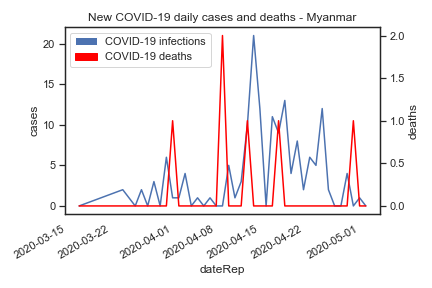 New COVID-19 daily cases and deaths - Myanmar
COVID-19 infections
COVID-19 deaths
20
15
10
5
0
cases
2.0
1.5
1.0
0.5
0.0
deaths
2020-03-15
2020-03-22
2020-04-01
2020-04-08
2020-04-15
2020-04-22
2020-05-01
dateRep